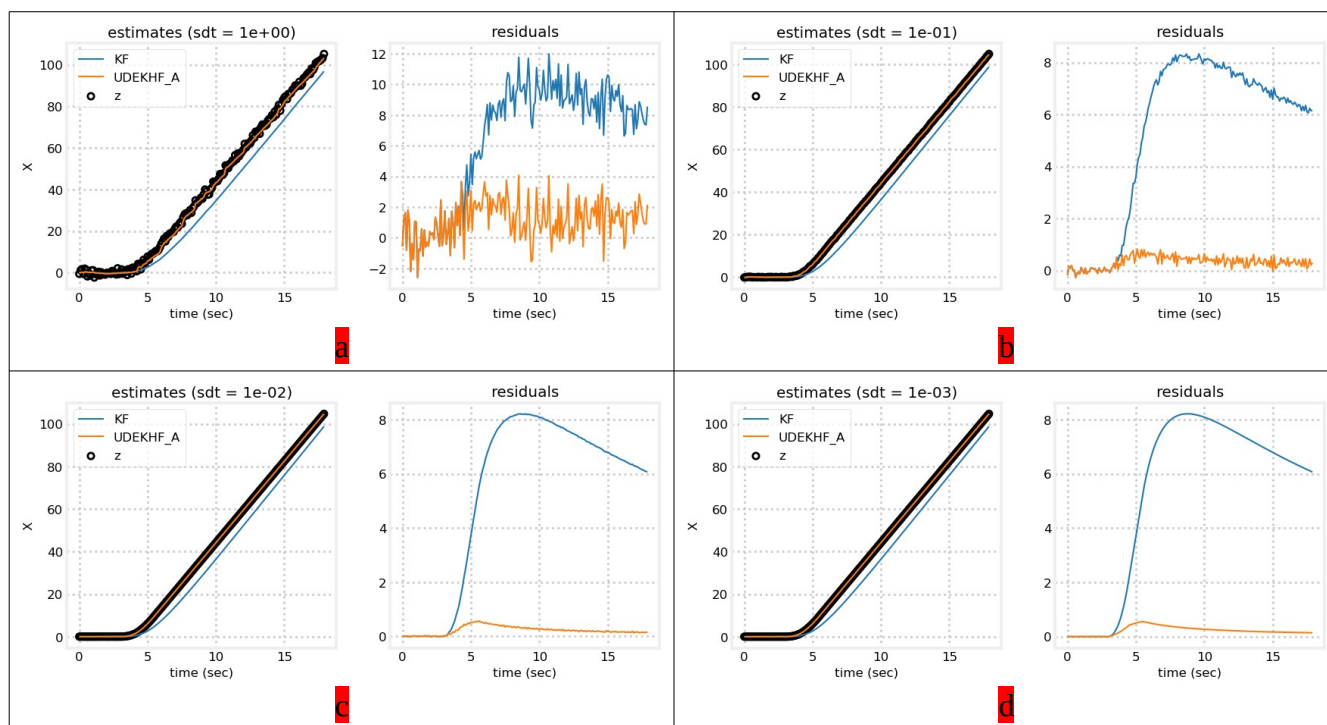 estimates (sdt = 1e+00)
KF
UDEKHF_A
z
X
100
80
60
40
20
0
0
5
10
15
time (sec)
residuals
12
10
8
6
4
2
0
−2
0
5
10
15
time (sec)
a
estimates (sdt = 1e-01)
KF
UDEKHF_A
z
X
100
80
60
40
20
0
0
5
10
15
time (sec)
residuals
8
6
4
2
0
0
5
10
15
time (sec)
b
estimates (sdt = 1e-02)
KF
UDEKHF_A
z
X
100
80
60
40
20
0
0
5
10
15
time (sec)
residuals
8
6
4
2
0
0
5
10
15
time (sec)
c
estimates (sdt = 1e-03)
KF
UDEKHF_A
z
X
100
80
60
40
20
0
0
5
10
15
time (sec)
residuals
8
6
4
2
0
0
5
10
15
time (sec)
d